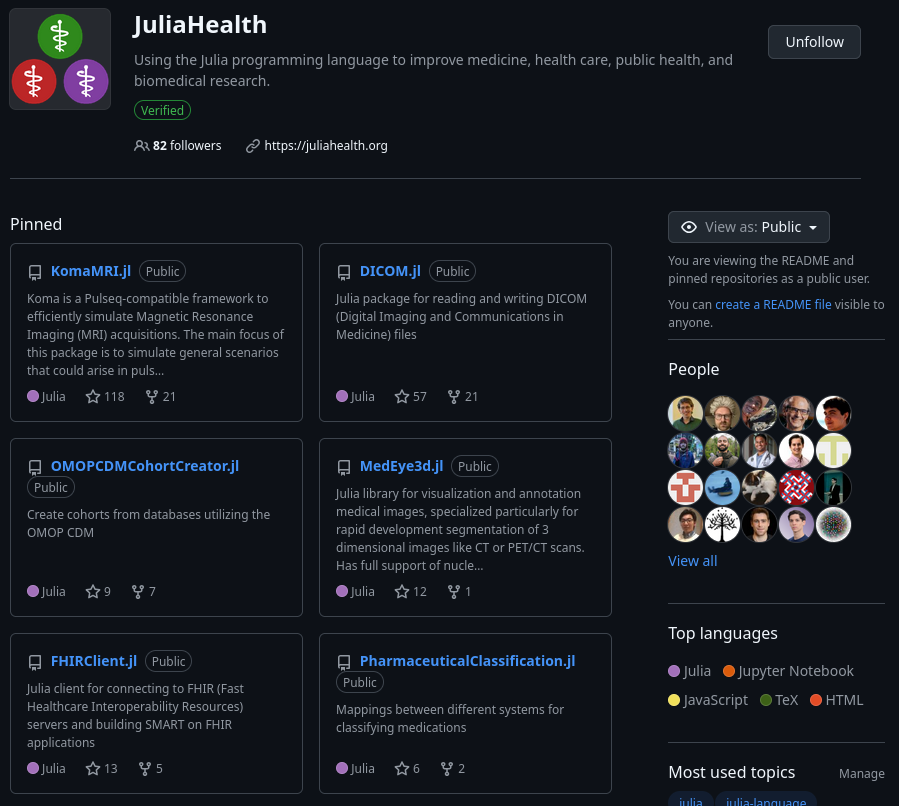 JuliaHealth
Unfollow
Using the Julia programming language to improve medicine, health care, public health, and
biomedical research.
Verified
82 followers
https://juliahealth.org
Pinned
KomaMRI.jl Public
Koma is a Pulseq-compatible framework to
efficiently simulate Magnetic Resonance
Imaging (MRI) acquisitions. The main focus of
this package is to simulate general scenarios
that could arise in puls...
Julia 118 21
DICOM.jl Public
Julia package for reading and writing DICOM
(Digital Imaging and Communications in
Medicine) files
Julia 57 21
OMOPCDMCohortCreator.jl
Public
Create cohorts from databases utilizing the
OMOP CDM
Julia 9 7
MedEye3d.jl Public
Julia library for visualization and annotation
medical images, specialized particularly for
rapid development segmentation of 3
dimensional images like CT or PET/CT scans.
Has full support of nucle...
Julia 12 1
FHIRClient.jl Public
Julia client for connecting to FHIR (Fast
Healthcare Interoperability Resources)
servers and building SMART on FHIR
applications
Julia 13 5
PharmaceuticalClassification.jl
Public
Mappings between different systems for
classifying medications
Julia 6 2
View as: Public
You are viewing the README and
pinned repositories as a public user.
You can create a README file visible to
anyone.
People
View all
Top languages
Julia Jupyter Notebook
JavaScript TeX HTML
Most used topics Manage
julia julia-language